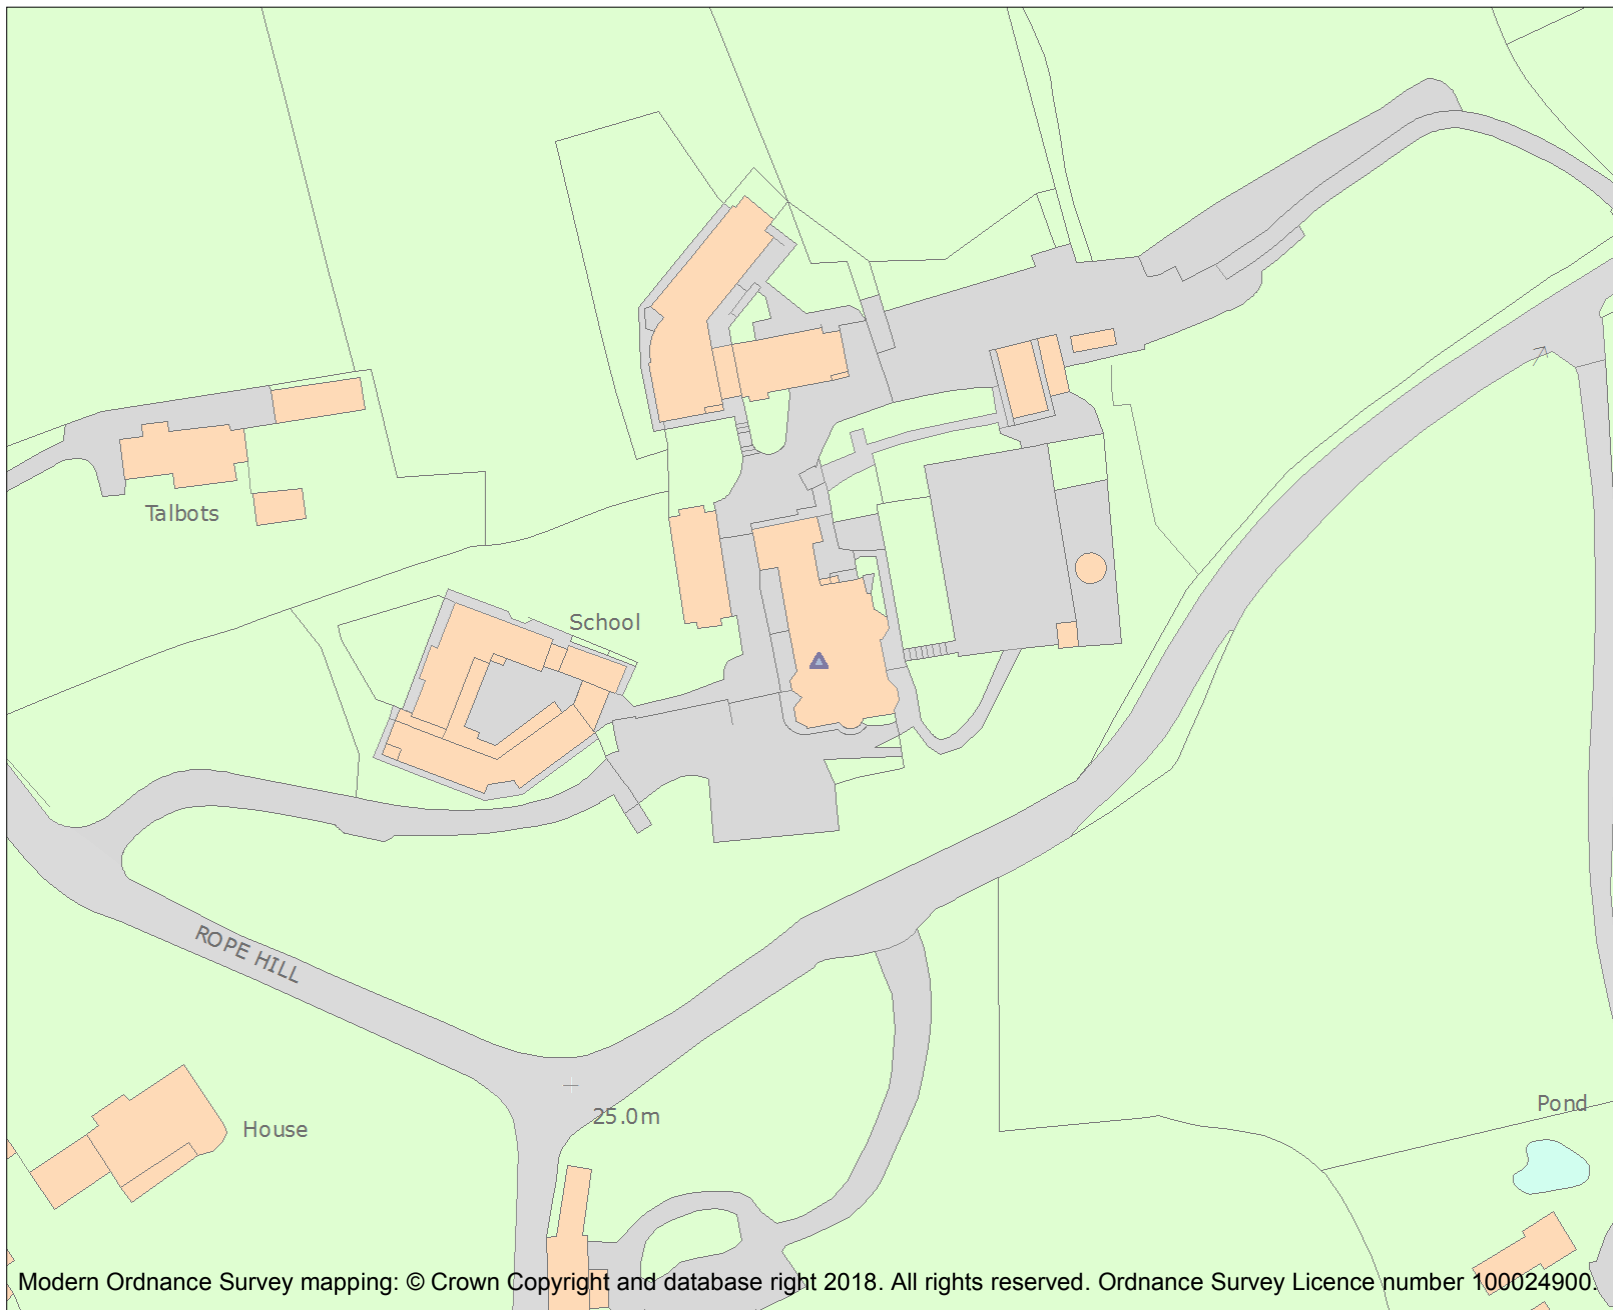 Talbots
School
ROPE HILL
25.0m
House
Pond
Modern Ordnance Survey mapping: © Crown Copyright and database right 2018. All rights reserved. Ordnance Survey Licence number 100024900.